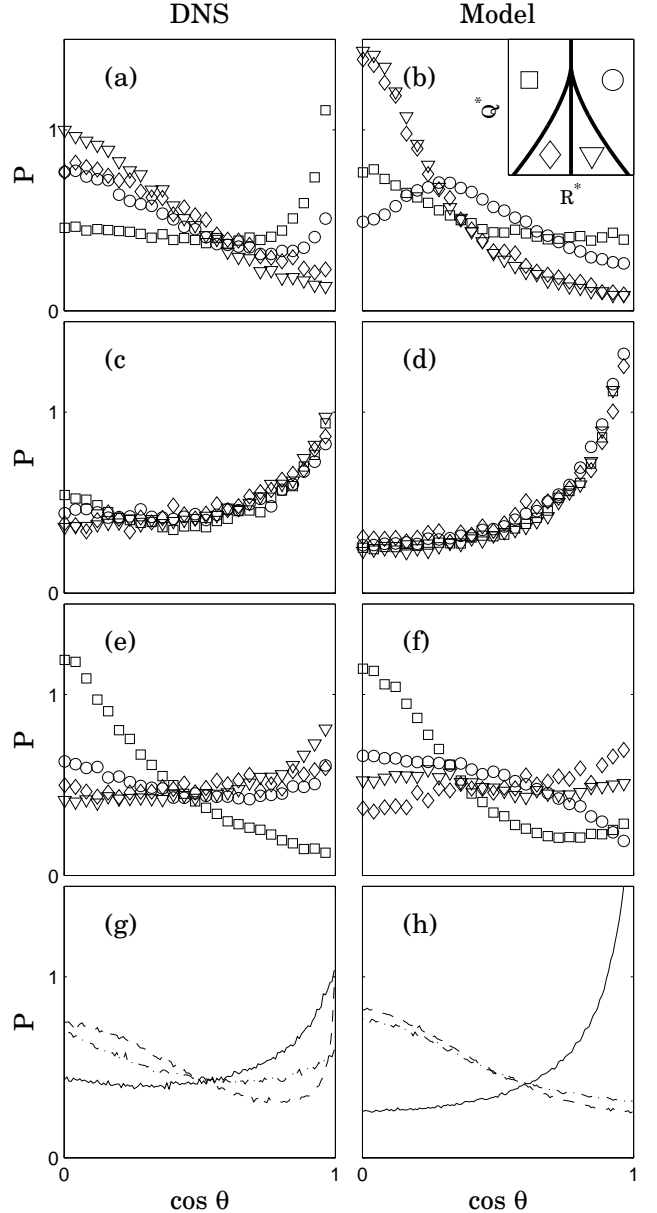 DNS
Model
(a)
(b)
Q*
R*
P
1
0
(c)
(d)
P
1
0
(e)
(f)
P
1
0
(g)
(h)
P
1
0
0
1
0
1
cos θ
cos θ